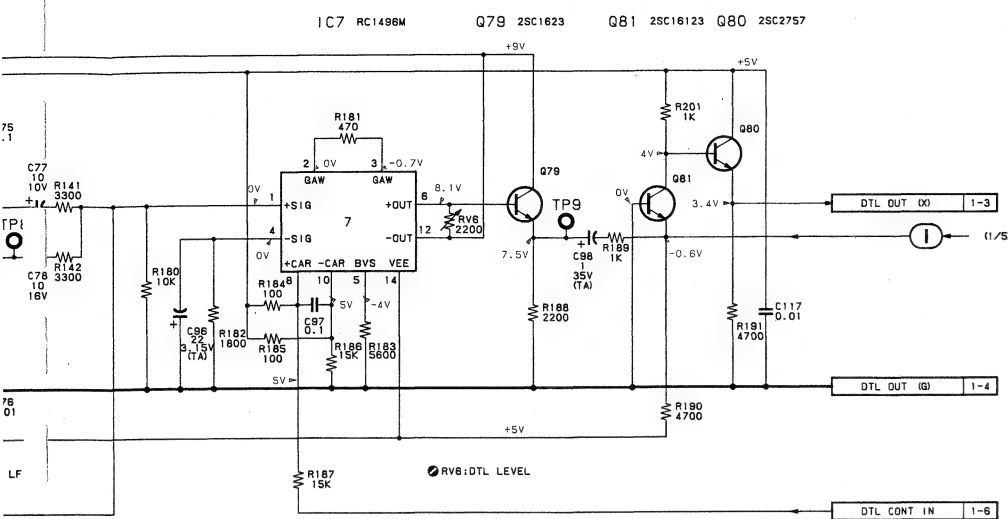 IC7 RC1496M Q79 2SC1623 Q81 2SC16123 Q80 2SC2757
+9V
+5V
R181
470
R201
1K
75
.1
2 0V
3 -0.7V
GAW GAW
4V
Q80
C77
10
10V
R141
3300
0V
1
+SIG
+OUT
6
8.1V
Q79
0V
Q81
TP8
+
7
RV6
2200
TP9
3.4V
DTL OUT (X) 1-3
4
-SIG
-OUT
12
0V
7.5V
+
C98
1
35V
(TA)
R189
1K
-0.6V
I
(1/5
C78
10
16V
R142
3300
R180
10K
+CAR -CAR BVS VEE
8 10 5 14
R184
100
5V
-4V
C97
0.1
+
C96
22
3.15V
(TA)
R182
1800
R185
100
R186
15K
R183
5600
R188
2200
R191
4700
C117
0.01
5V
DTL OUT (G) 1-4
76
01
R190
4700
+5V
LF
R187
15K
RV6:DTL LEVEL
DTL CONT IN 1-6